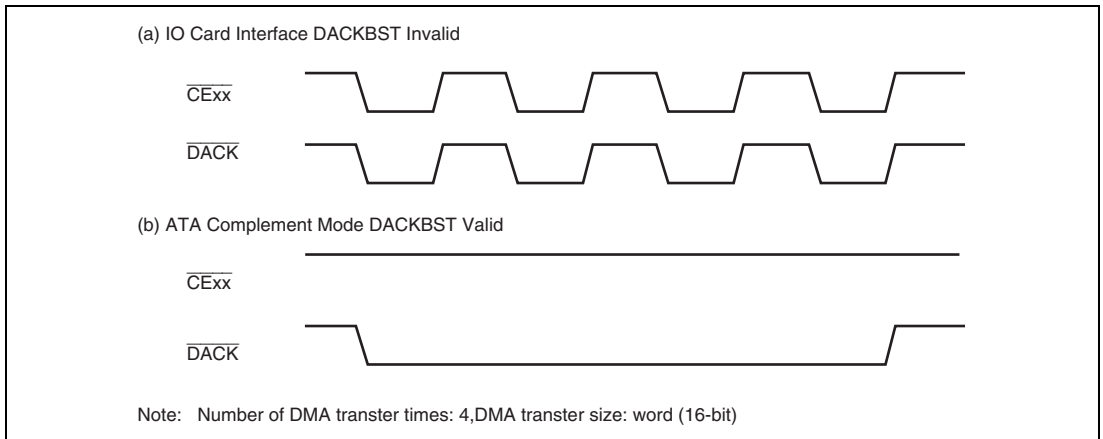 (a) IO Card Interface DACKBST Invalid
CExx
DACK
(b) ATA Complement Mode DACKBST Valid
CExx
DACK
Note: Number of DMA transter times: 4,DMA transter size: word (16-bit)